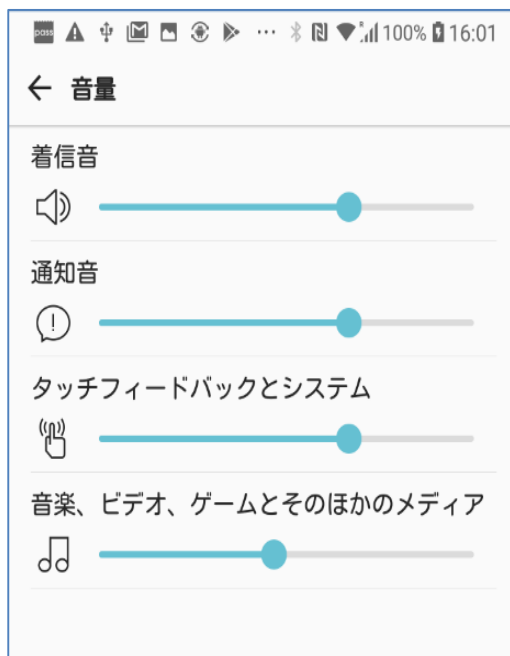 pass ··· R 100% 16:01
← 音量
着信音
通知音
タッチフィードバックとシステム
音楽、ビデオ、ゲームとそのほかのメディア